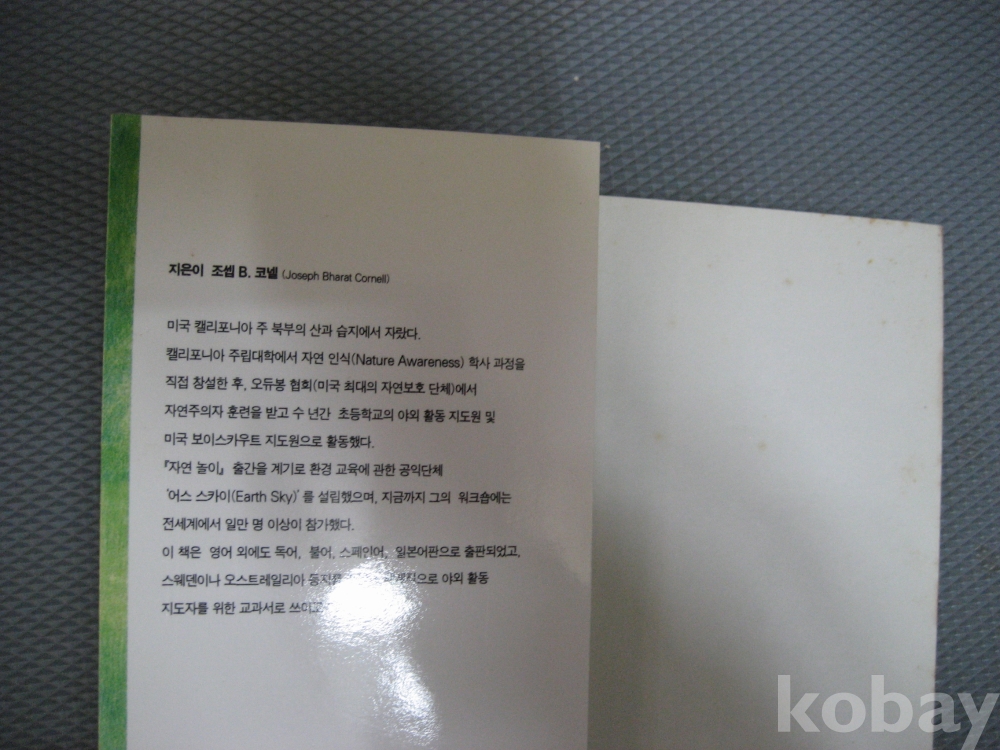 지은이 조셉 B. 코넬 (Joseph Bharat Cornell)
미국 캘리포니아 주 북부의 산과 습지에서 자랐다.
캘리포니아 주립대학에서 자연 인식(Nature Awareness) 학사 과정을
직접 창설한 후, 오듀봉 협회(미국 최대의 자연보호 단체)에서
자연주의자 훈련을 받고 수 년간 초등학교의 야외 활동 지도원 및
미국 보이스카우트 지도원으로 활동했다.
『자연 놀이』 출간을 계기로 환경 교육에 관한 공익단체
'어스 스카이(Earth Sky)'를 설립했으며, 지금까지 그의 워크숍에는
전세계에서 일만 명 이상이 참가했다.
이 책은 영어 외에도 독어, 불어, 스페인어, 일본어판으로 출판되었고,
스웨덴이나 오스트레일리아 야외 활동
지도자를 위한 교과서로
kobay